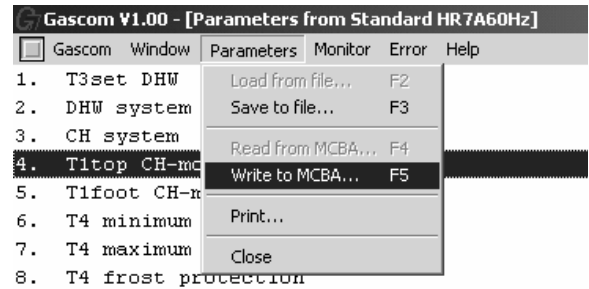 Gascom V1.00 - [Parameters from Standard HR7A60Hz]
Gascom Window Parameters Monitor Error Help
1. T3set DHW
2. DHW system
3. CH system
4. T1top CH-mo
5. T1foot CH-m
6. T4 minimum
7. T4 maximum
8. T4 frost protection
Load from file... F2
Save to file... F3
Read from MCBA... F4
Write to MCBA... F5
Print...
Close